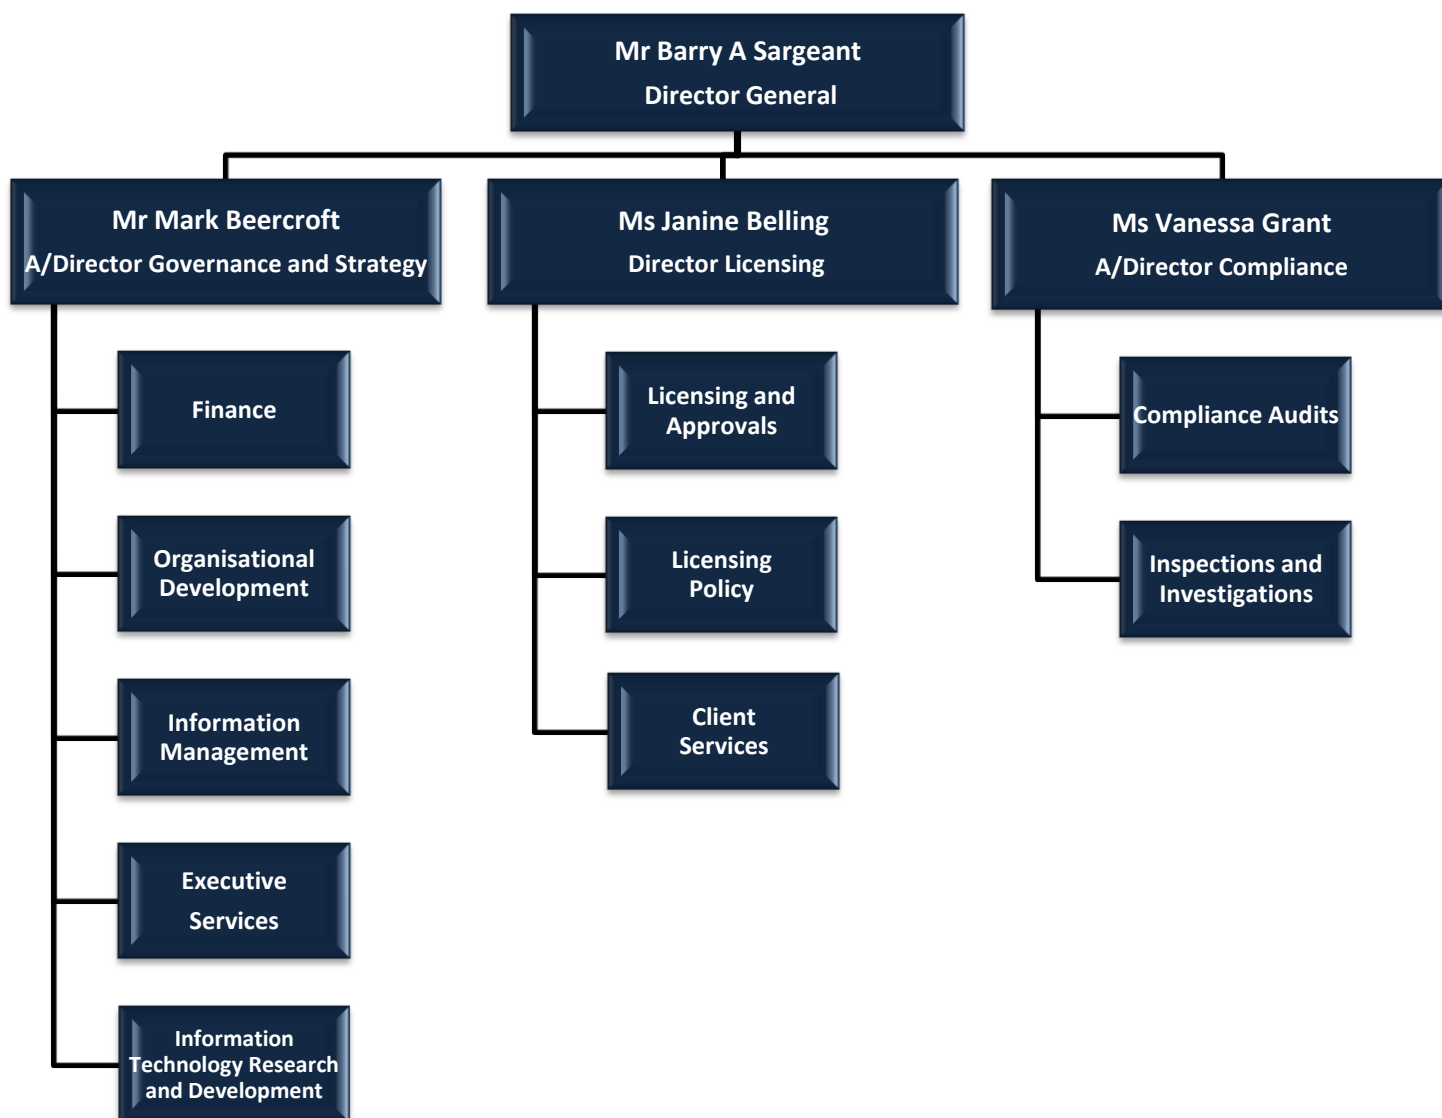 Mr Barry A Sargeant
Director General
Mr Mark Beercroft
A/Director Governance and Strategy
Ms Janine Belling
Director Licensing
Ms Vanessa Grant
A/Director Compliance
Finance
Organisational
Development
Information
Management
Executive
Services
Information
Technology Research
and Development
Licensing and
Approvals
Licensing
Policy
Client
Services
Compliance Audits
Inspections and
Investigations